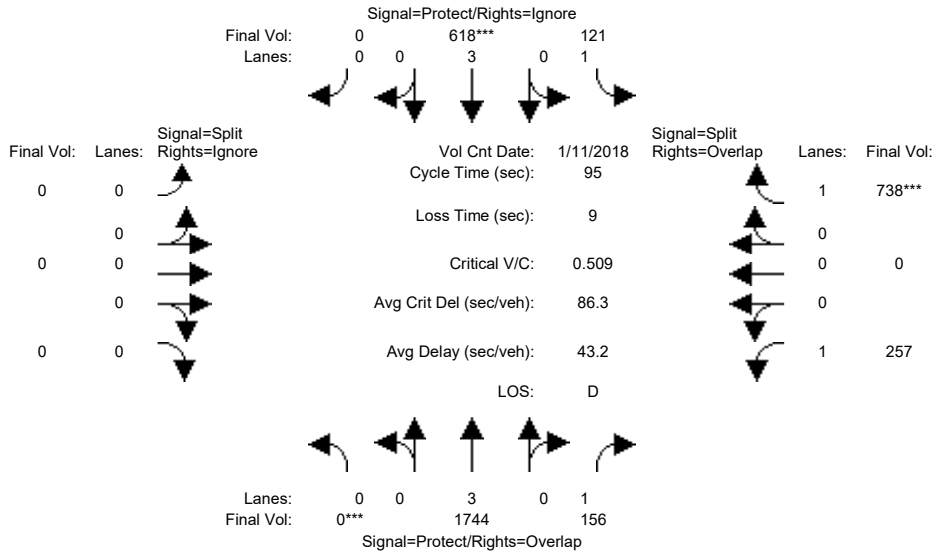 Signal=Protect/Rights=Ignore
Final Vol: 0 618*** 121
Lanes: 0 0 3 0 1
Signal=Split
Final Vol: Lanes: Rights=Ignore
Vol Cnt Date: 1/11/2018
Signal=Split
Rights=Overlap Lanes: Final Vol:
Cycle Time (sec): 95
0 0
1 738***
Loss Time (sec): 9
0
0
0 0
Critical V/C: 0.509
0 0
0
Avg Crit Del (sec/veh): 86.3
0
0 0
Avg Delay (sec/veh): 43.2
1 257
LOS: D
Lanes: 0 0 3 0 1
Final Vol: 0*** 1744 156
Signal=Protect/Rights=Overlap